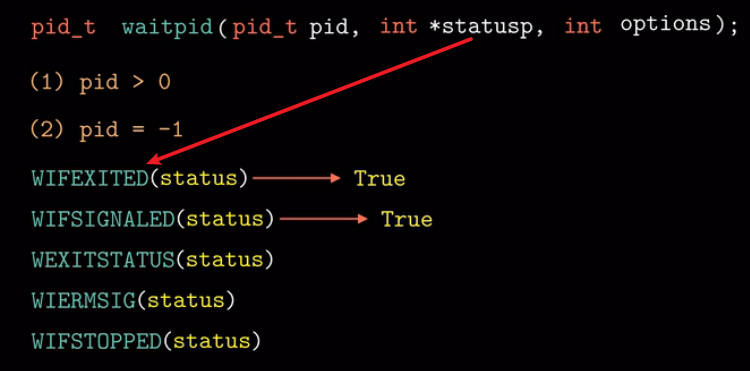 pid_t waitpid(pid_t pid, int *statusp, int options);
(1) pid > 0
(2) pid = -1
WIFEXITED(status) → True
WIFSIGNALED(status) → True
WEXITSTATUS(status)
WIERMSIG(status)
WIFSTOPPED(status)